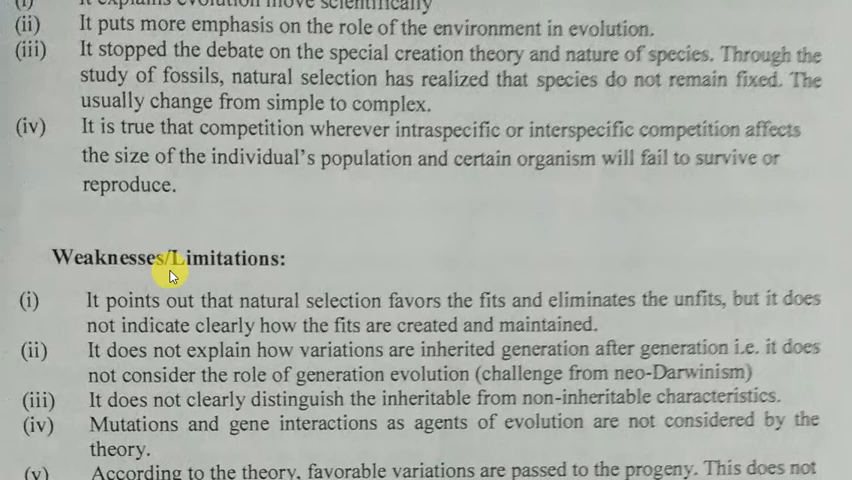 (i) It explains evolution move scientifically
(ii) It puts more emphasis on the role of the environment in evolution.
(iii) It stopped the debate on the special creation theory and nature of species. Through the
study of fossils, natural selection has realized that species do not remain fixed. The
usually change from simple to complex.
(iv) It is true that competition wherever intraspecific or interspecific competition affects
the size of the individual's population and certain organism will fail to survive or
reproduce.
Weaknesses/Limitations:
(i) It points out that natural selection favors the fits and eliminates the unfits, but it does
not indicate clearly how the fits are created and maintained.
(ii) It does not explain how variations are inherited generation after generation i.e. it does
not consider the role of generation evolution (challenge from neo-Darwinism)
(iii) It does not clearly distinguish the inheritable from non-inheritable characteristics.
(iv) Mutations and gene interactions as agents of evolution are not considered by the
theory.
(v) According to the theory, favorable variations are passed to the progeny. This does not